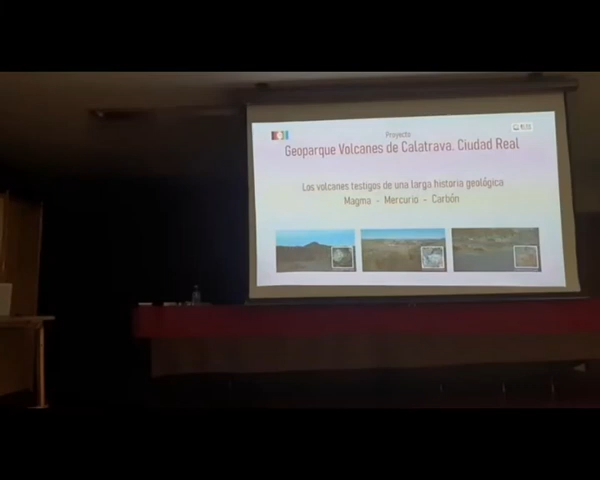 Proyecto
Geoparque Volcanes de Calatrava. Ciudad Real
Los volcanes testigos de una larga historia geológica
Magma - Mercurio - Carbón